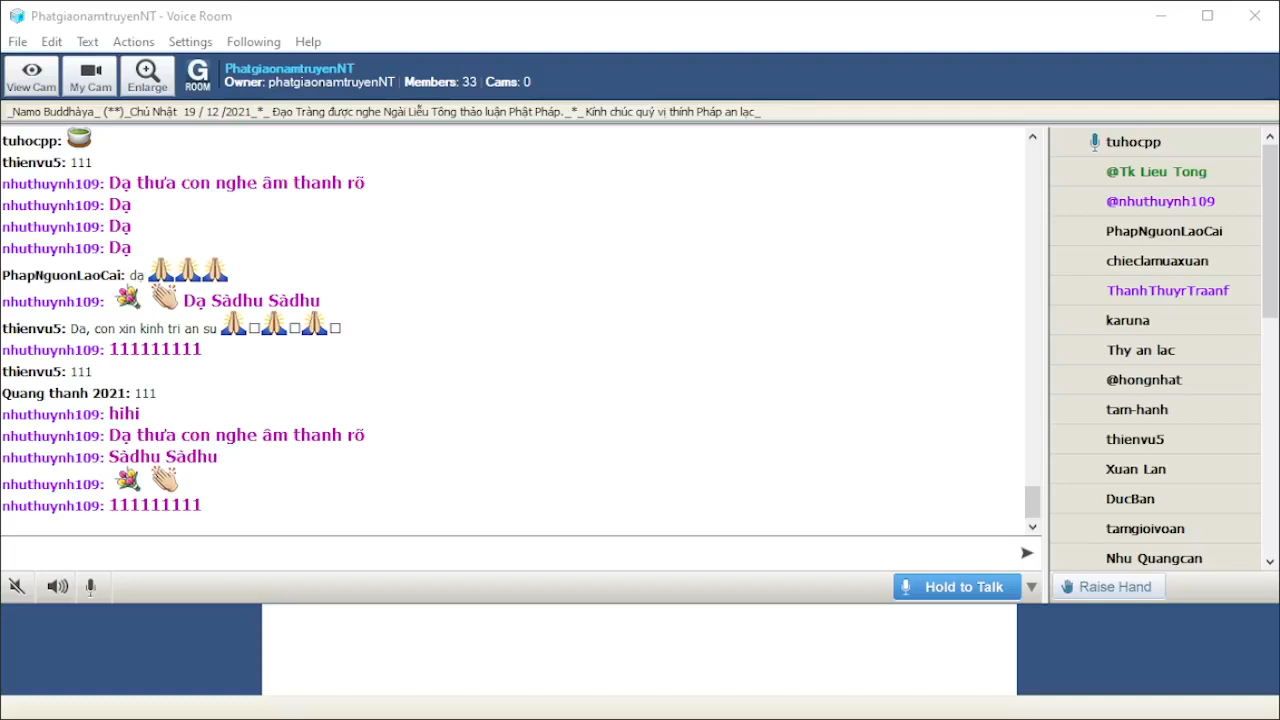 PhatgiaonamtruyenNT - Voice Room
File Edit Text Actions Settings Following Help
View Cam My Cam Enlarge G ROOM
PhatgiaonamtruyenNT
Owner: phatgiaonamtruyenNT | Members: 33 | Cams: 0
_Namo Buddhàya_ (**)_Chủ Nhật 19 / 12 /2021_*_ Đạo Tràng được nghe Ngài Liễu Tông thảo luận Phật Pháp._*_Kính chúc quý vị thính Pháp an lạc_
tuhocpp:
thienvu5: 111
nhuthuynh109: Dạ thưa con nghe âm thanh rõ
nhuthuynh109: Dạ
nhuthuynh109: Dạ
nhuthuynh109: Dạ
PhapNguonLaoCai: dạ
nhuthuynh109: Dạ Sàdhu Sàdhu
thienvu5: Da, con xin kinh tri an su
nhuthuynh109: 111111111
thienvu5: 111
Quang thanh 2021: 111
nhuthuynh109: hihi
nhuthuynh109: Dạ thưa con nghe âm thanh rõ
nhuthuynh109: Sàdhu Sàdhu
nhuthuynh109:
nhuthuynh109: 111111111
tuhocpp
@Tk Lieu Tong
@nhuthuynh109
PhapNguonLaoCai
chieclamuaxuan
ThanhThuyrTraanf
karuna
Thy an lac
@hongnhat
tam-hanh
thienvu5
Xuan Lan
DucBan
tamgioivoan
Nhu Quangcan
Hold to Talk
Raise Hand